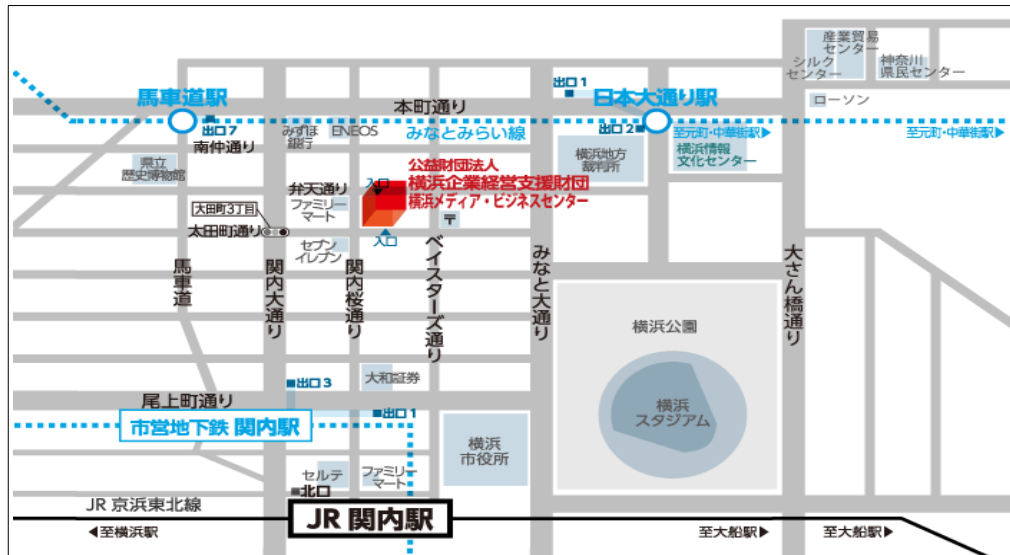 産業貿易
センター
シルク
センター
神奈川
県民センター
ローソン
出口1
馬車道駅
本町通り
日本大通り駅
出口7
みずほ
銀行
ENEOS
みなとみらい線
出口2
至元町・中華街駅▶
至元町・中華街駅▶
南仲通り
横浜地方
裁判所
横浜情報
文化センター
県立
歴史博物館
公益財団法人
横浜企業経営支援財団
横浜メディア・ビジネスセンター
入口
弁天通り
ファミリー
マート
大田町3丁目
太田町通り
〒
入口
セブン
イレブン
馬車道
関内大通り
関内桜通り
ベイスターズ通り
みなと大通り
大さん橋通り
横浜公園
横浜
スタジアム
出口3
大和証券
尾上町通り
出口1
市営地下鉄 関内駅
横浜
市役所
セルテ
ファミリー
マート
北口
JR 京浜東北線
JR 関内駅
◀至横浜駅
至大船駅▶
至大船駅▶